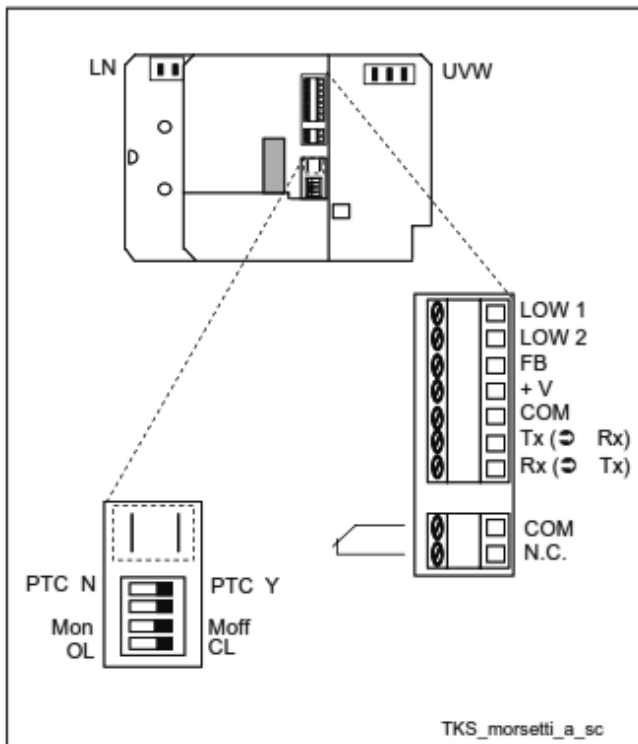 LN
UVW
LOW 1
LOW 2
FB
+ V
COM
Tx (➲ Rx)
Rx (➲ Tx)
COM
N.C.
PTC N
PTC Y
Mon
Moff
OL
CL
TKS_morsetti_a_sc